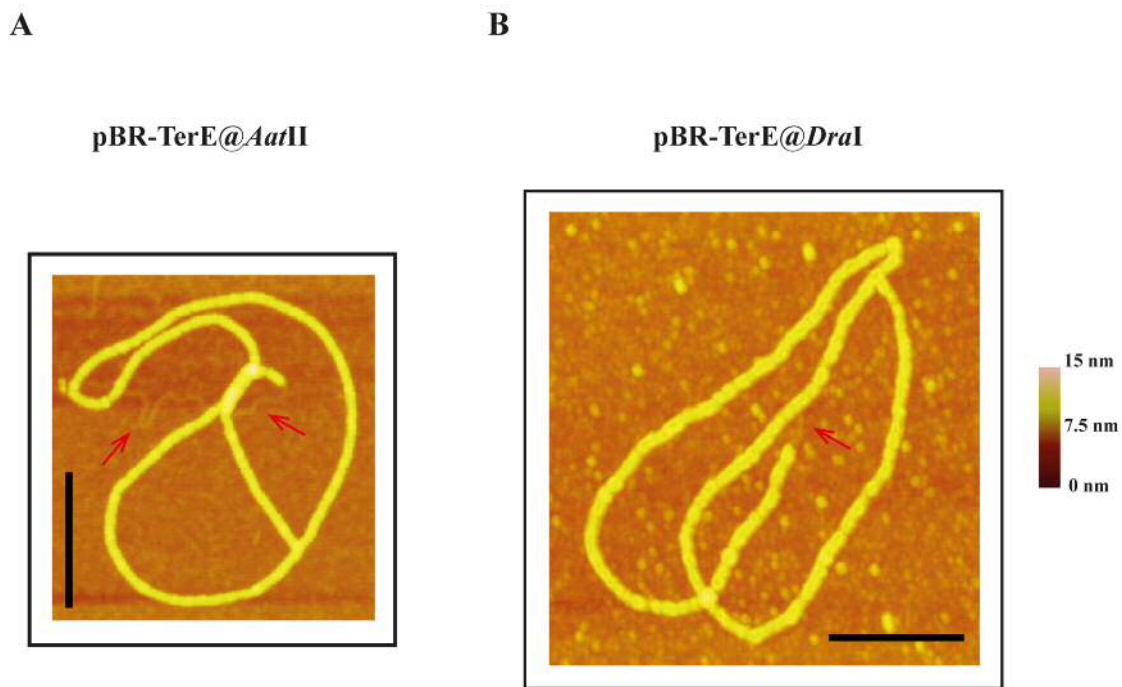 A
B
pBR-TerE@AatII
pBR-TerE@DraI
15 nm
7.5 nm
0 nm